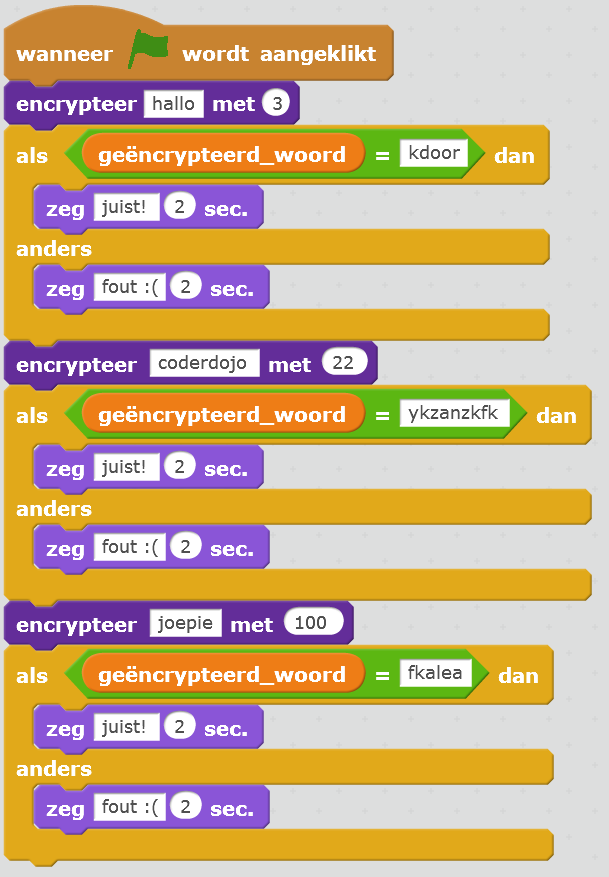 wanneer wordt aangeklikt
encrypteer hallo met 3
als geëncrypteerd_woord = kdoor dan
zeg juist! 2 sec.
anders
zeg fout :( 2 sec.
encrypteer coderdojo met 22
als geëncrypteerd_woord = ykzanzkfk dan
zeg juist! 2 sec.
anders
zeg fout :( 2 sec.
encrypteer joepie met 100
als geëncrypteerd_woord = fkalea dan
zeg juist! 2 sec.
anders
zeg fout :( 2 sec.